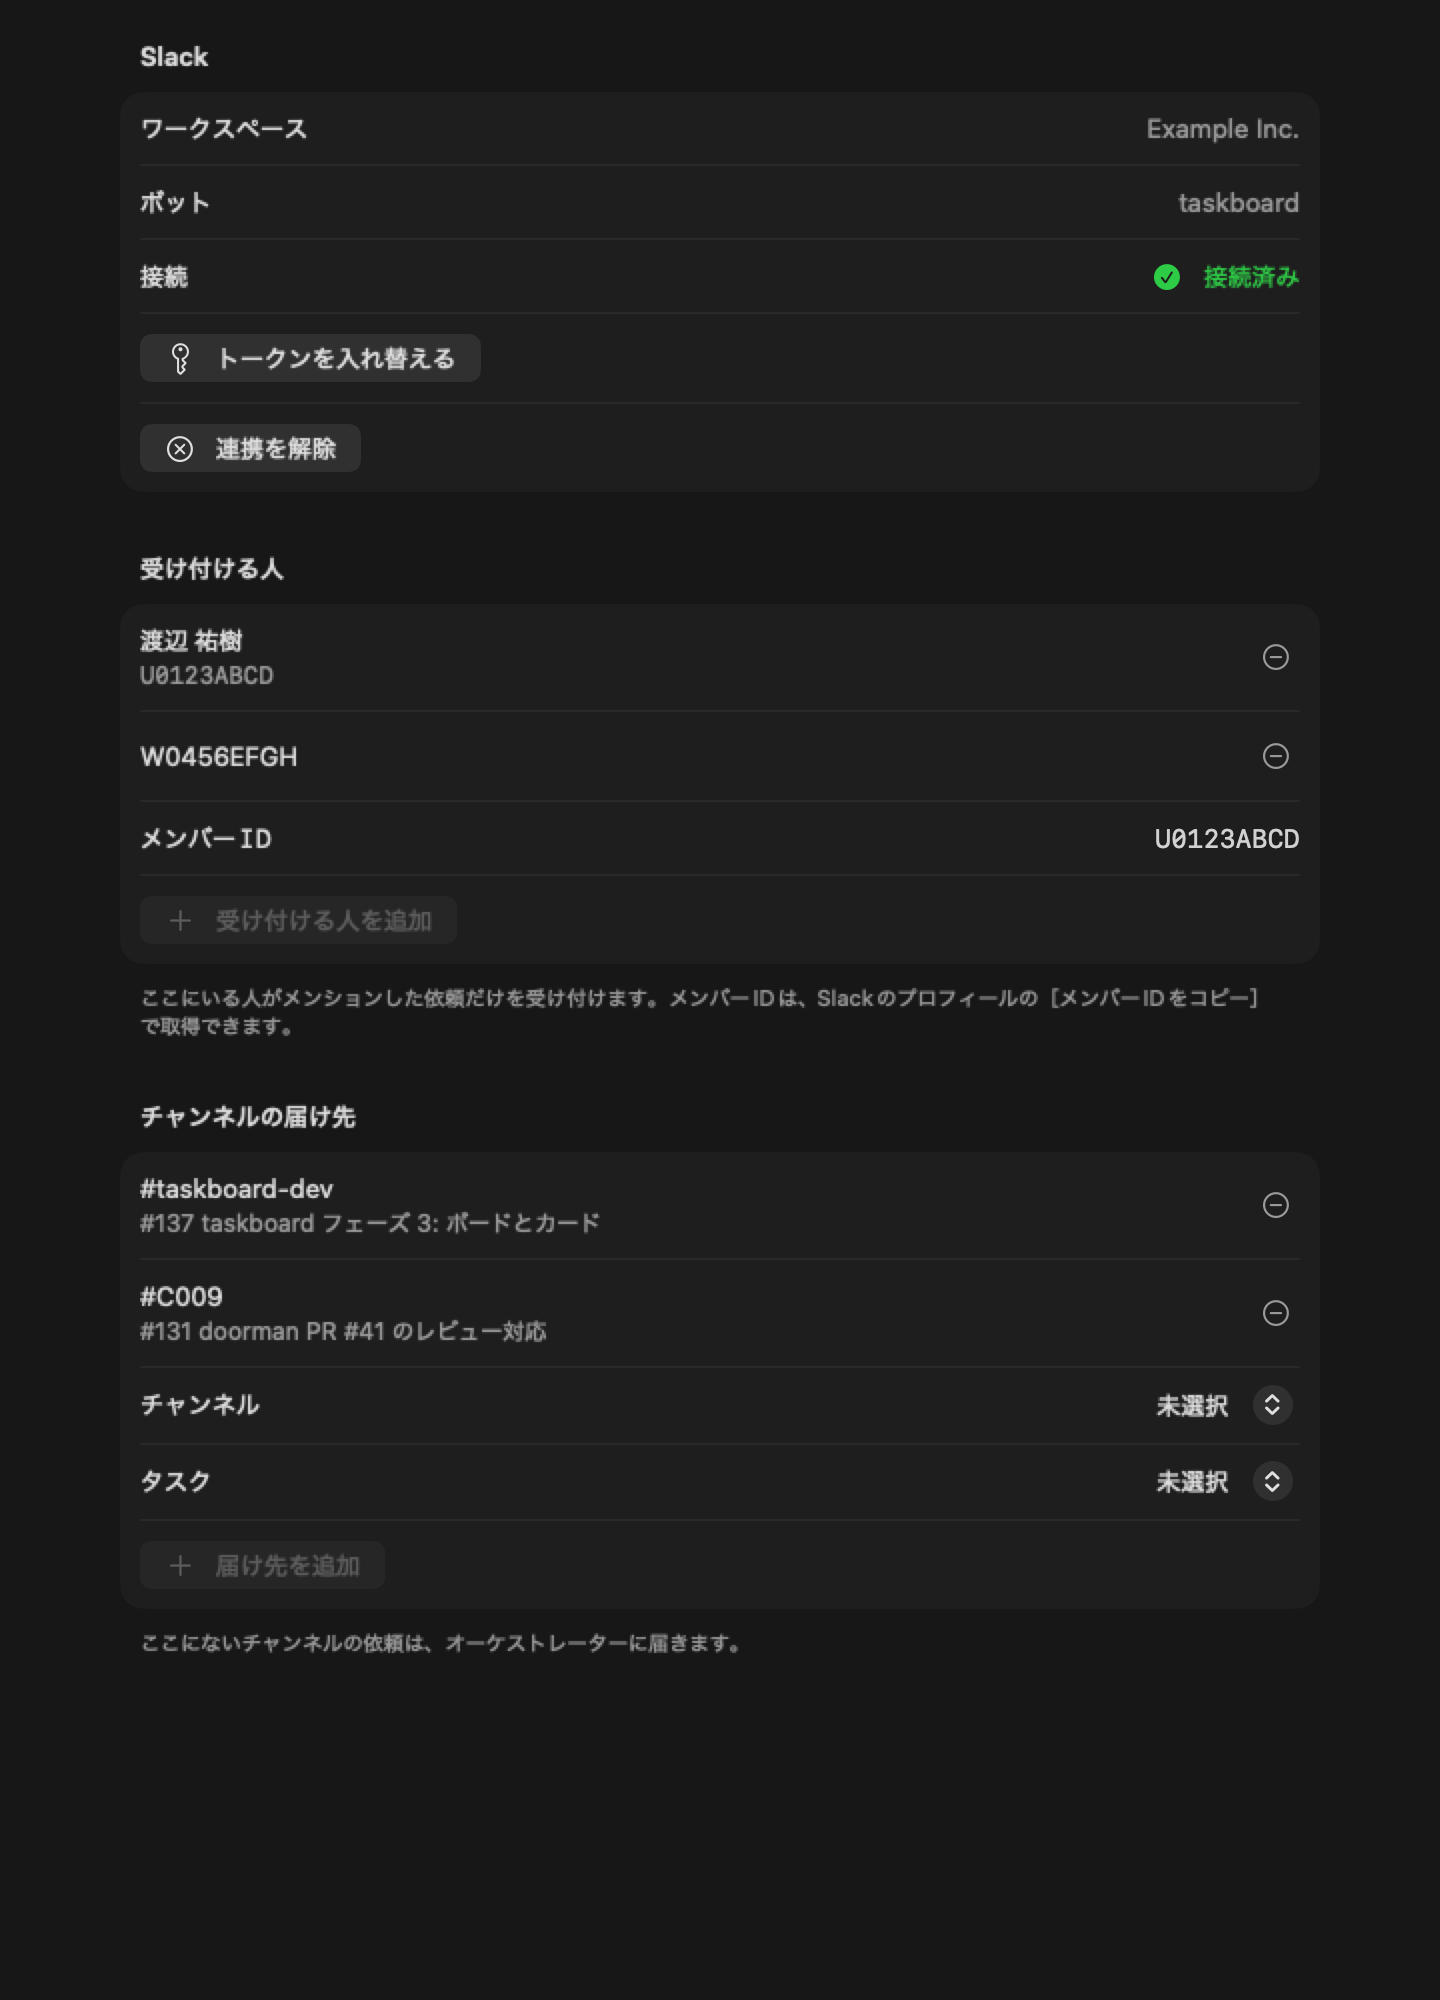 Slack
ワークスペース
Example Inc.
ボット
taskboard
接続
接続済み
トークンを入れ替える
連携を解除
受け付ける人
渡辺 祐樹
U0123ABCD
W0456EFGH
メンバーID
U0123ABCD
受け付ける人を追加
ここにいる人がメンションした依頼だけを受け付けます。メンバーIDは、Slackのプロフィールの［メンバーIDをコピー］
で取得できます。
チャンネルの届け先
#taskboard-dev
#137 taskboard フェーズ 3: ボードとカード
#C009
#131 doorman PR #41 のレビュー対応
チャンネル
未選択
タスク
未選択
届け先を追加
ここにないチャンネルの依頼は、オーケストレーターに届きます。